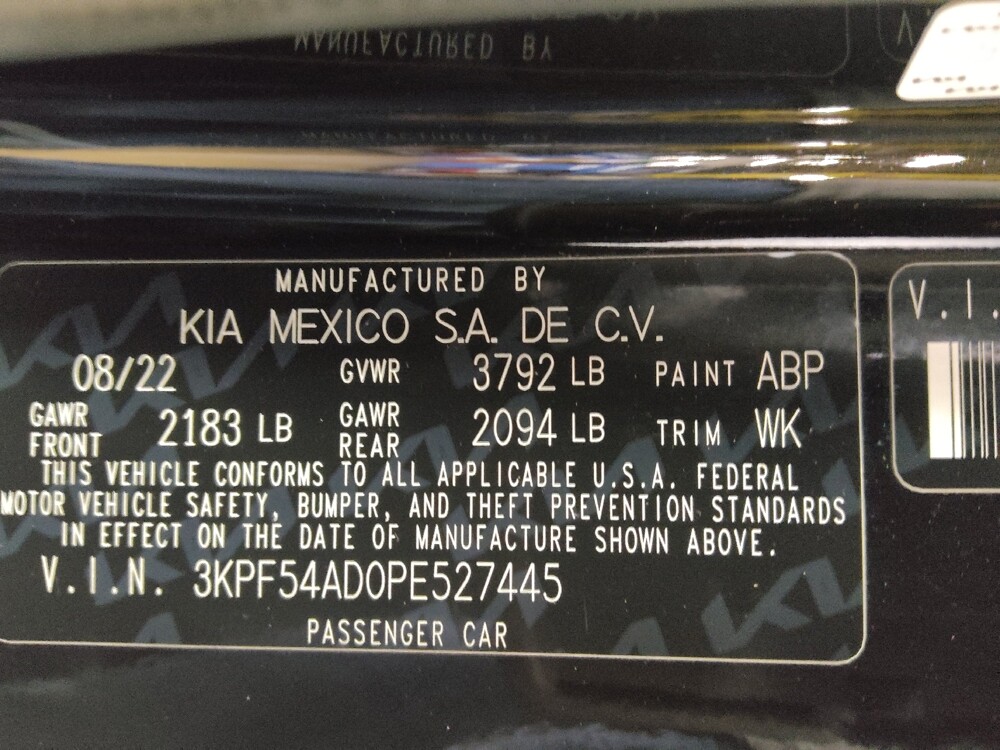 MANUFACTURED BY
MANUFACTURED BY
KIA MEXICO S.A. DE C.V.
08/22 GVWR 3792 LB PAINT ABP
GAWR FRONT 2183 LB GAWR REAR 2094 LB TRIM WK
THIS VEHICLE CONFORMS TO ALL APPLICABLE U.S.A. FEDERAL
MOTOR VEHICLE SAFETY, BUMPER, AND THEFT PREVENTION STANDARDS
IN EFFECT ON THE DATE OF MANUFACTURE SHOWN ABOVE.
V.I.N. 3KPF54AD0PE527445
PASSENGER CAR
V.I.